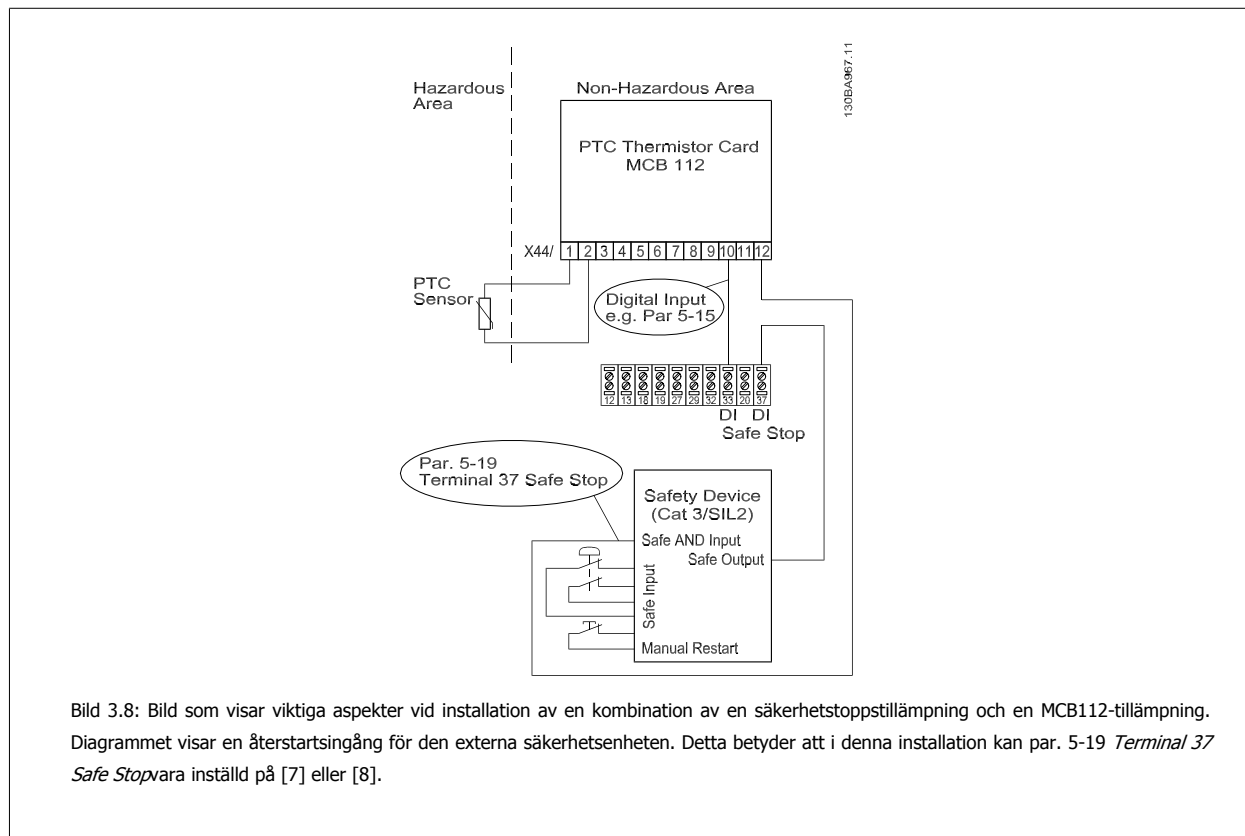 130BA967.11
Hazardous
Area
Non-Hazardous Area
PTC Thermistor Card
MCB 112
X44/ 1 2 3 4 5 6 7 8 9 10 11 12
PTC
Sensor
Digital Input
e.g. Par 5-15
12 13 18 19 27 29 32 33 20 37
DI DI
Safe Stop
Par. 5-19
Terminal 37 Safe Stop
Safety Device
(Cat 3/SIL2)
Safe AND Input
Safe Output
Safe Input
Manual Restart
Bild 3.8: Bild som visar viktiga aspekter vid installation av en kombination av en säkerhetstoppstillämpning och en MCB112-tillämpning.
Diagrammet visar en återstartsingång för den externa säkerhetsenheten. Detta betyder att i denna installation kan par. 5-19 Terminal 37
Safe Stopvara inställd på [7] eller [8].